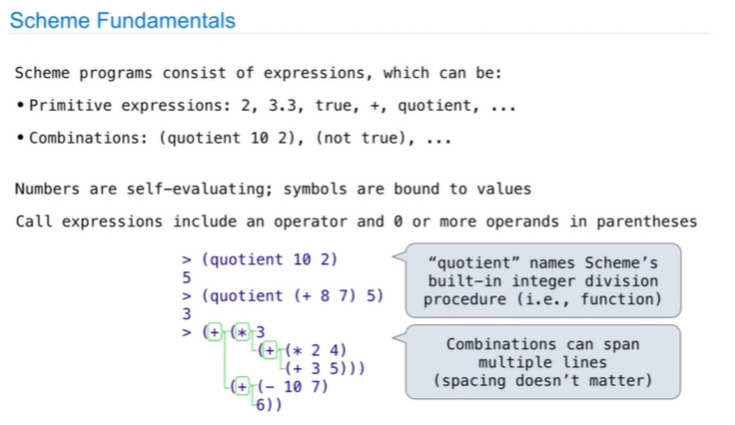 Scheme Fundamentals
Scheme programs consist of expressions, which can be:
• Primitive expressions: 2, 3.3, true, +, quotient, ...
• Combinations: (quotient 10 2), (not true), ...
Numbers are self-evaluating; symbols are bound to values
Call expressions include an operator and 0 or more operands in parentheses
> (quotient 10 2)
5
> (quotient (+ 8 7) 5)
3
> (+ (* 3
(+ (* 2 4)
(+ 3 5)))
(+ (- 10 7)
6))
“quotient” names Scheme’s
built-in integer division
procedure (i.e., function)
Combinations can span
multiple lines
(spacing doesn’t matter)